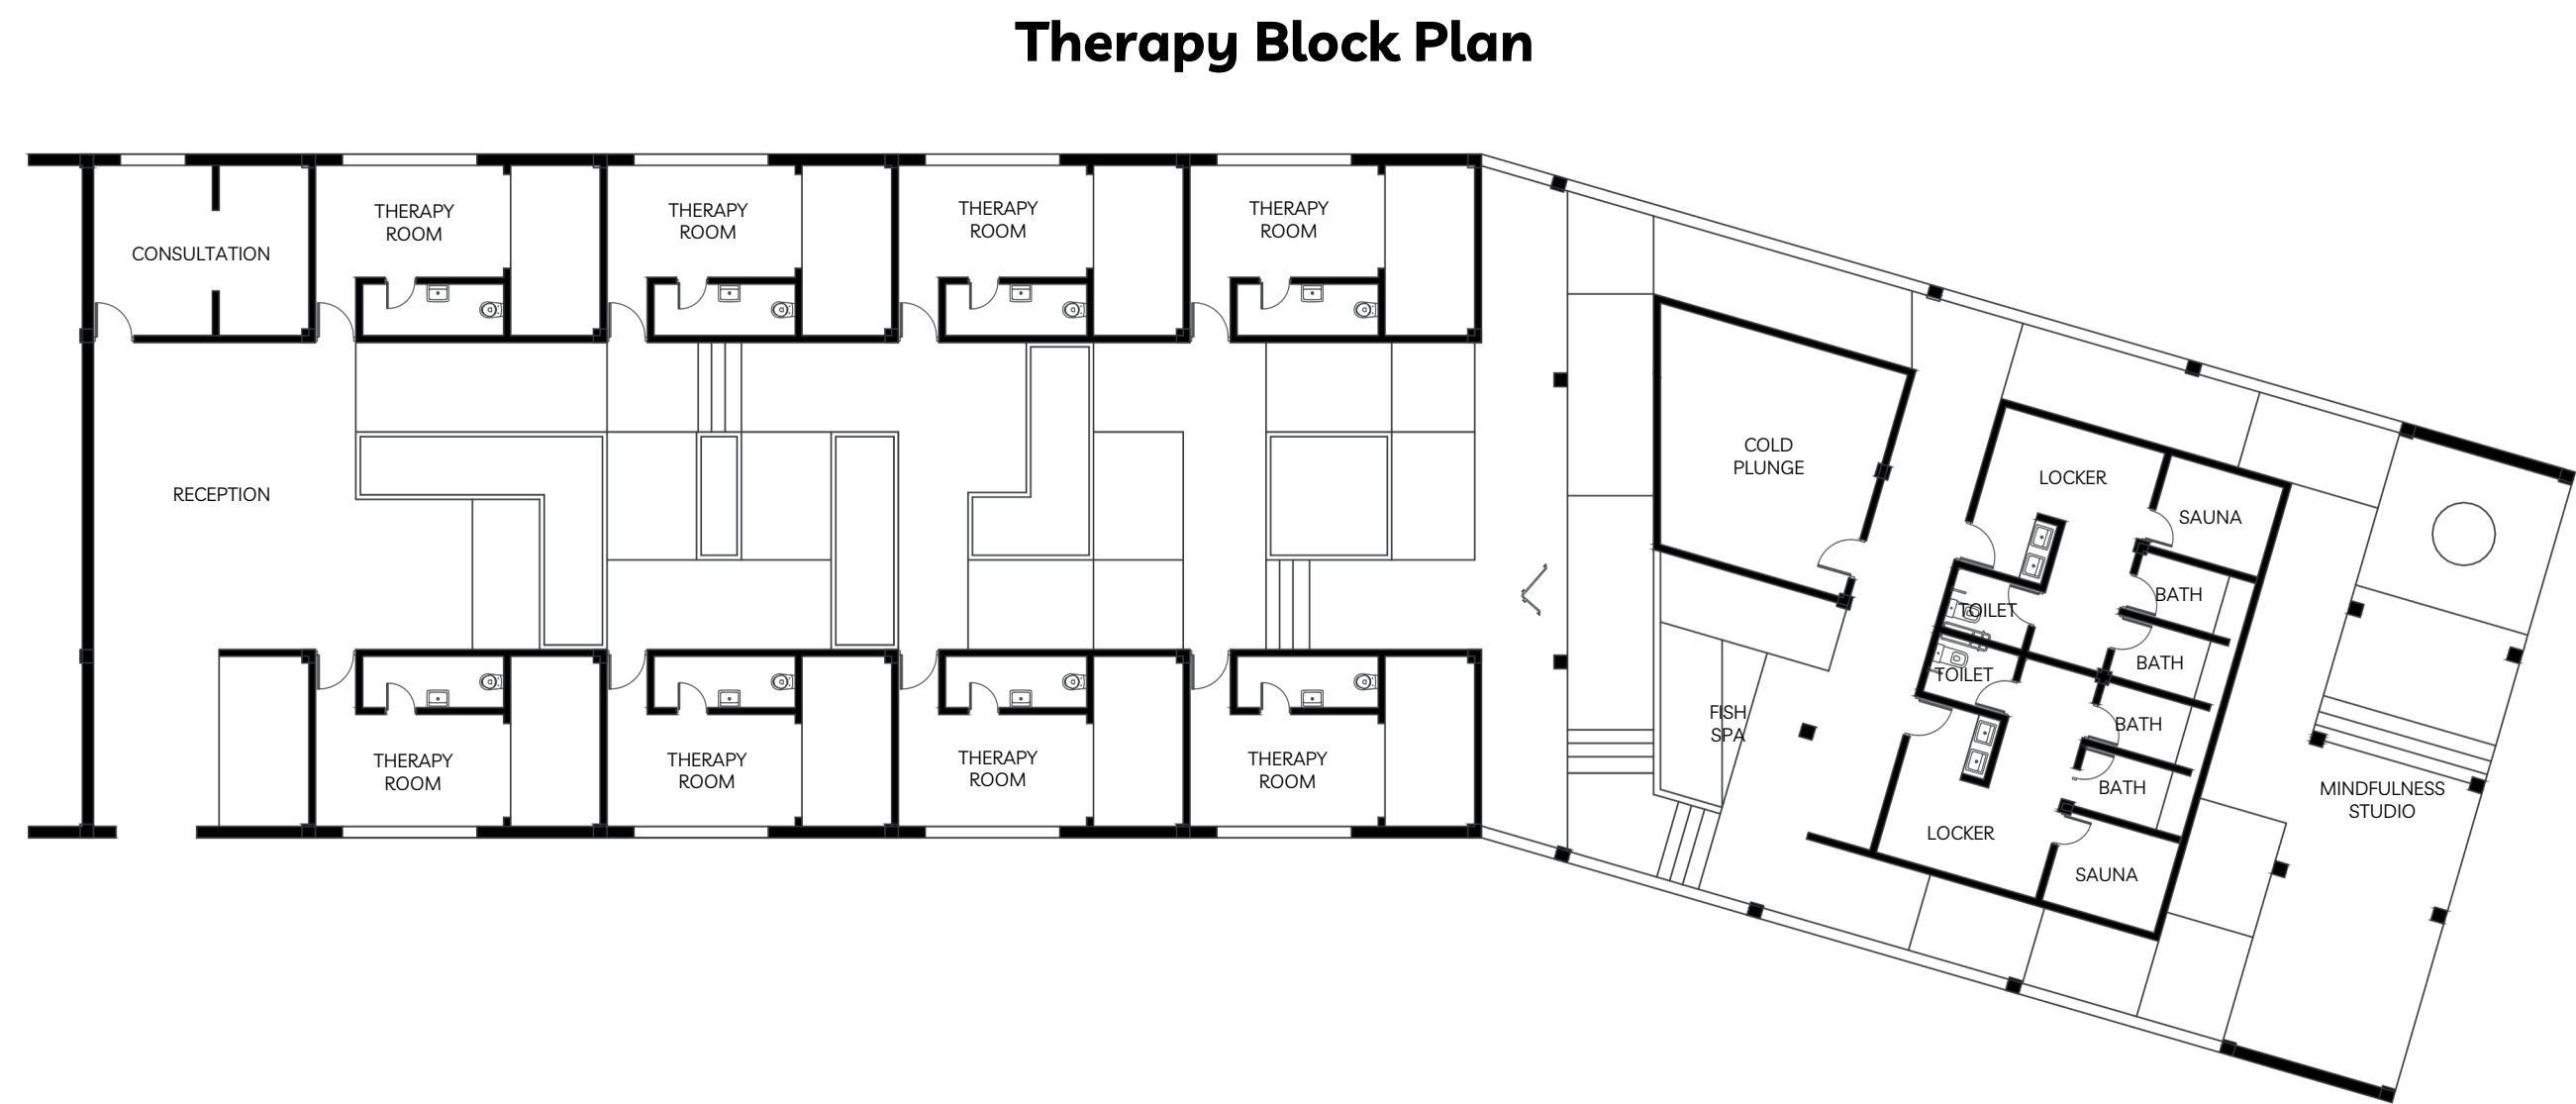 Therapy Block Plan
THERAPY
ROOM
THERAPY
ROOM
THERAPY
ROOM
THERAPY
ROOM
CONSULTATION
RECEPTION
COLD
PLUNGE
LOCKER
SAUNA
BATH
TOILET
BATH
TOILET
FISH
SPA
BATH
BATH
MINDFULNESS
STUDIO
LOCKER
SAUNA
THERAPY
ROOM
THERAPY
ROOM
THERAPY
ROOM
THERAPY
ROOM